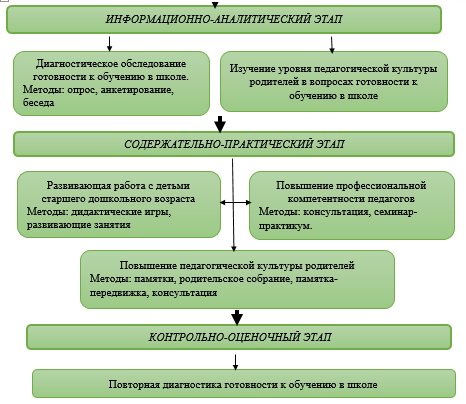 ИНФОРМАЦИОННО-АНАЛИТИЧЕСКИЙ ЭТАП
Диагностическое обследование
готовности к обучению в школе.
Методы: опрос, анкетирование,
беседа
Изучение уровня педагогической культуры
родителей в вопросах готовности к
обучению в школе
СОДЕРЖАТЕЛЬНО-ПРАКТИЧЕСКИЙ ЭТАП
Развивающая работа с детьми
старшего дошкольного возраста
Методы: дидактические игры,
развивающие занятия
Повышение профессиональной
компетентности педагогов
Методы: консультация, семинар-
практикум.
Повышение педагогической культуры родителей
Методы: памятки, родительское собрание, памятка-
передвижка, консультация
КОНТРОЛЬНО-ОЦЕНОЧНЫЙ ЭТАП
Повторная диагностика готовности к обучению в школе